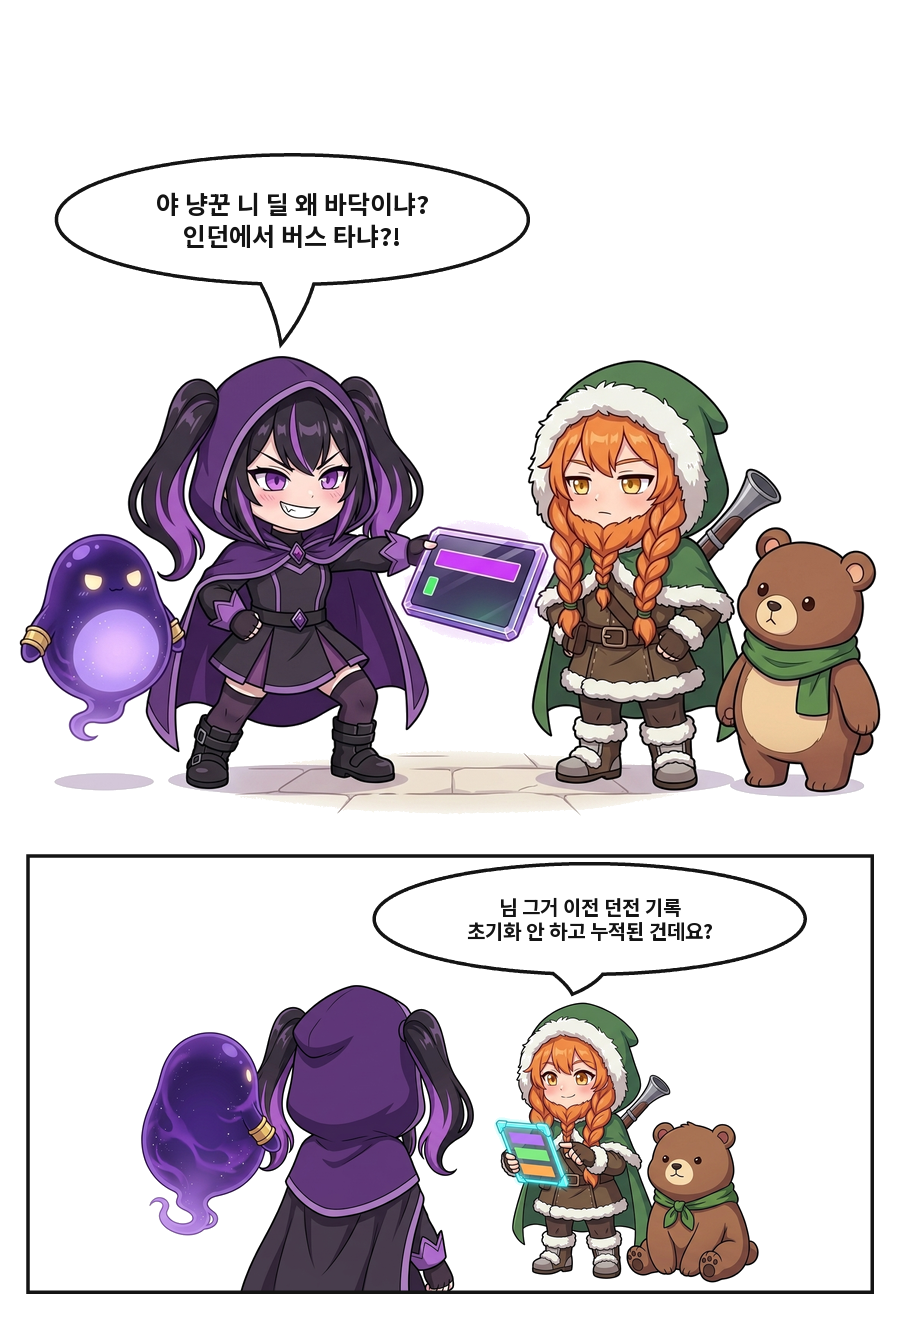 야 냥꾼 니 딜 왜 바닥이냐?
인던에서 버스 타냐?!
님 그거 이전 던전 기록
초기화 안 하고 누적된 건데요?